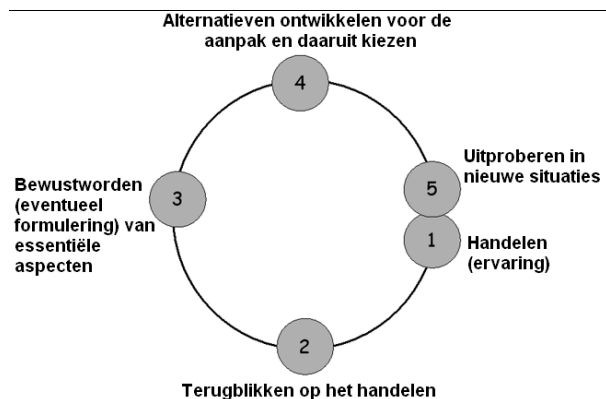 Alternatieven ontwikkelen voor de
aanpak en daaruit kiezen
4
Bewustworden
(eventueel
formulering) van
essentiële
aspecten
3
5
Uitproberen in
nieuwe situaties
1
Handelen
(ervaring)
2
Terugblikken op het handelen